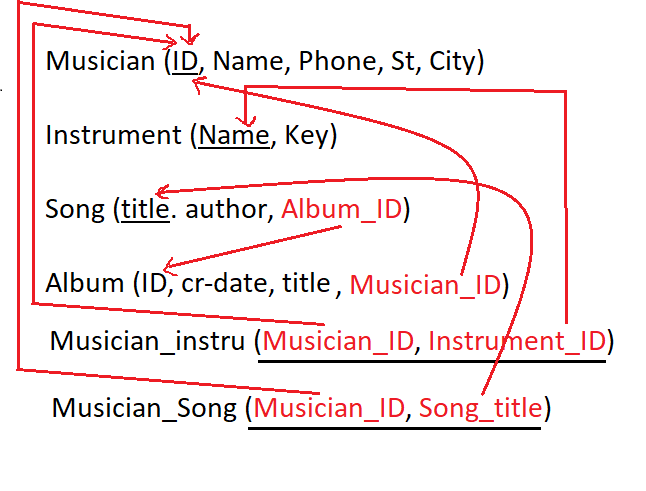 Musician (ID, Name, Phone, St, City)
Instrument (Name, Key)
Song (title. author, Album_ID)
Album (ID, cr-date, title , Musician_ID)
Musician_instru (Musician_ID, Instrument_ID)
Musician_Song (Musician_ID, Song_title)